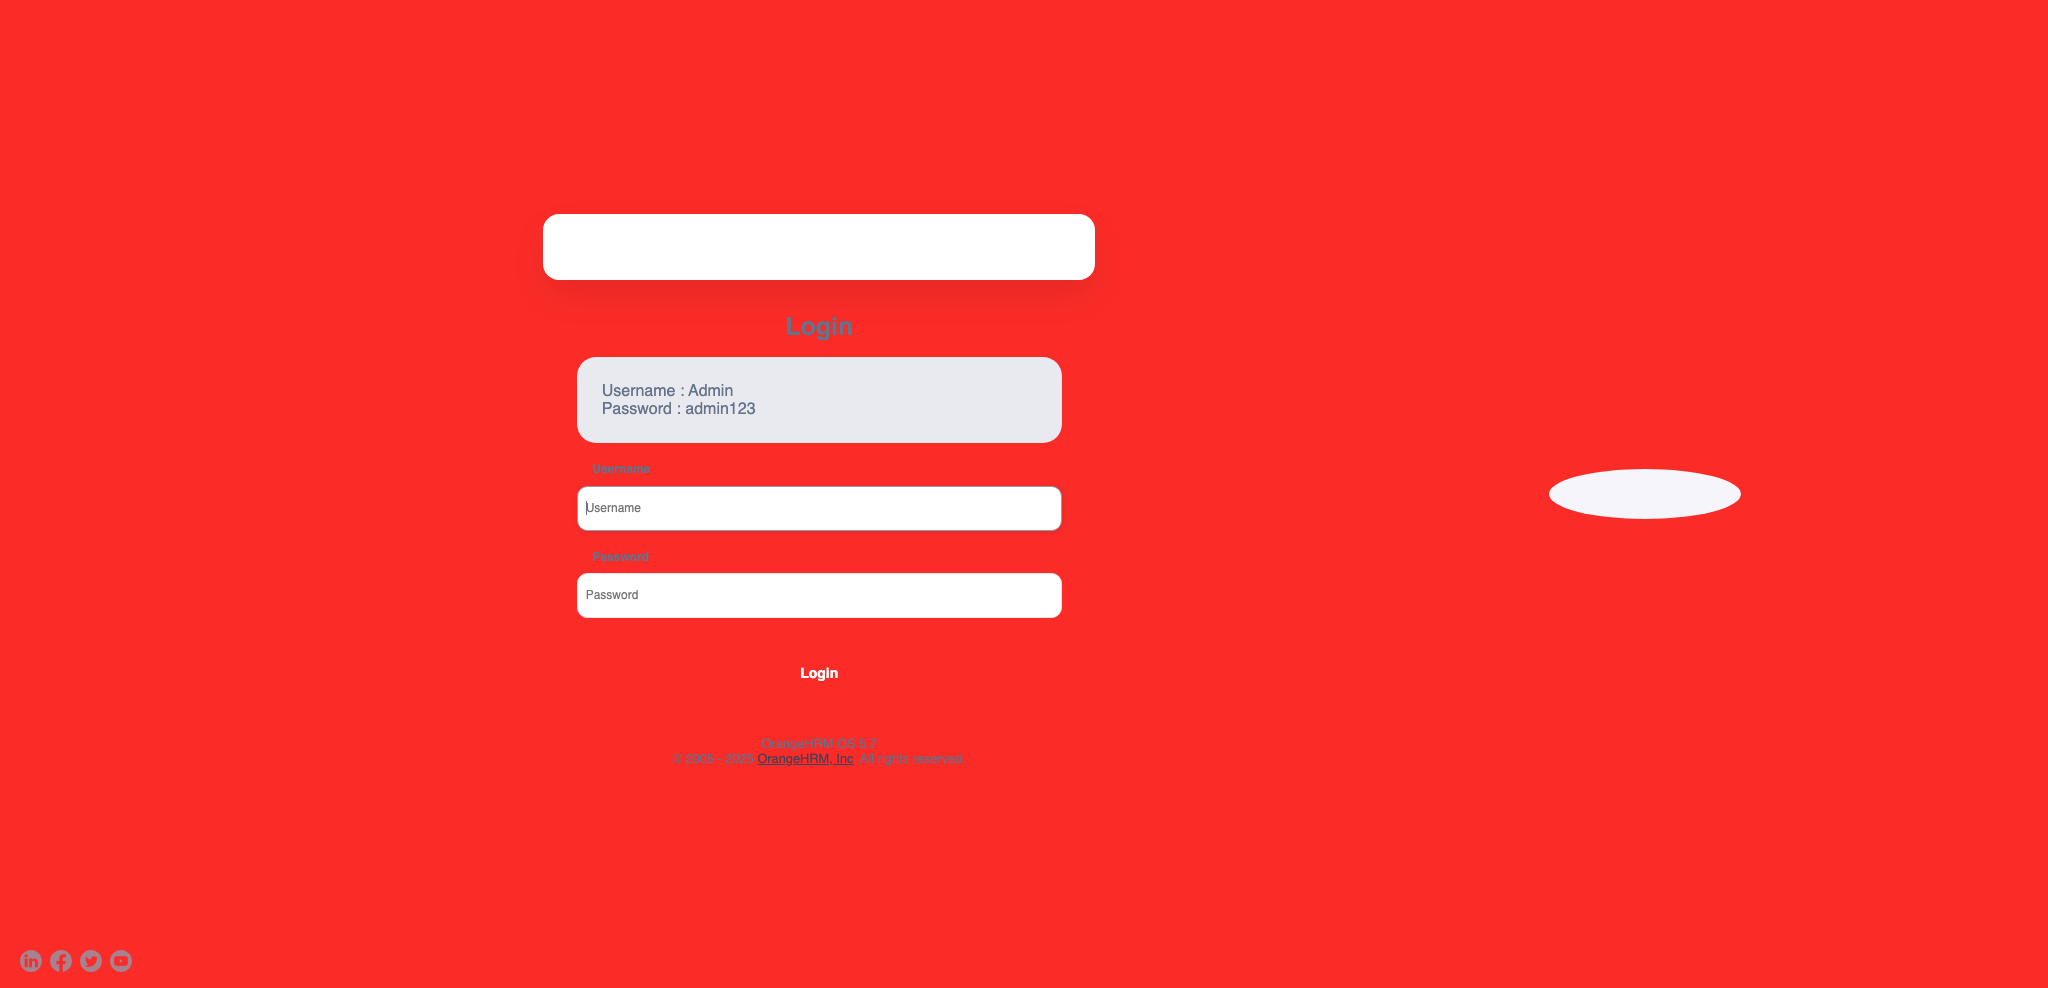 Login
Username : Admin
Password : admin123
Username
Username
Password
Password
Login
OrangeHRM OS 5.7
© 2005 - 2025 OrangeHRM, Inc. All rights reserved.